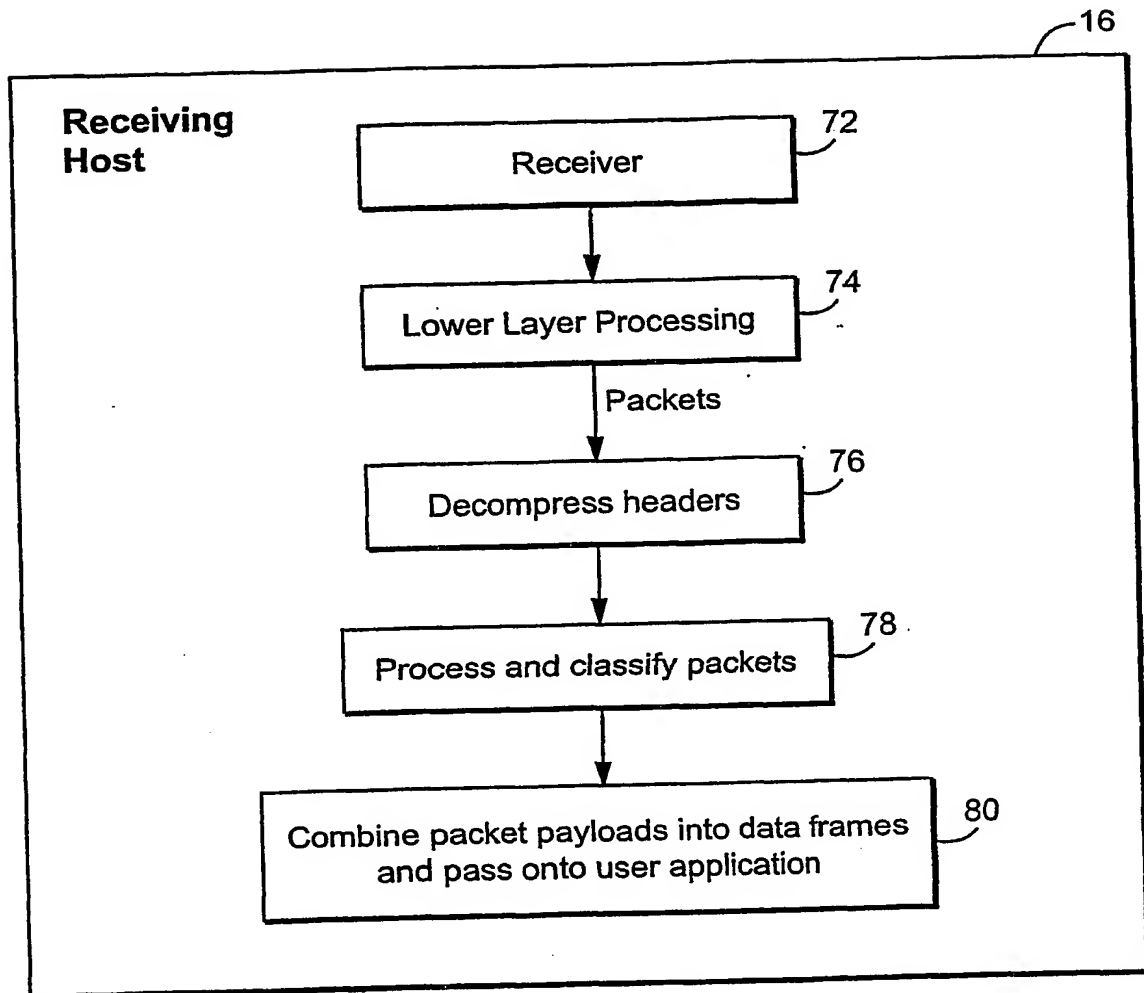 16
Receiving
Host
72
Receiver
74
Lower Layer Processing
Packets
76
Decompress headers
78
Process and classify packets
80
Combine packet payloads into data frames
and pass onto user application